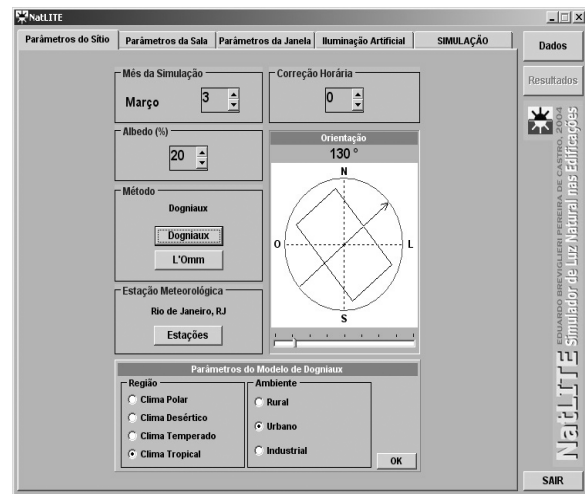 NatLITE
Parâmetros do Sítio
Parâmetros da Sala
Parâmetros da Janela
Iluminação Artificial
SIMULAÇÃO
Dados
Resultados
Mês da Simulação
Março
3
Correção Horária
0
Albedo (%)
20
Orientação
130 °
N
O
L
S
Método
Dogniaux
Dogniaux
L'Omm
Estação Meteorológica
Rio de Janeiro, RJ
Estações
Parâmetros do Modelo de Dogniaux
Região
Clima Polar
Clima Desértico
Clima Temperado
Clima Tropical
Ambiente
Rural
Urbano
Industrial
OK
NatLITE
EDUARDO BREVIGLIERI PEREIRA DE CASTRO, 2004
Simulador de Luz Natural nas Edificações
SAIR